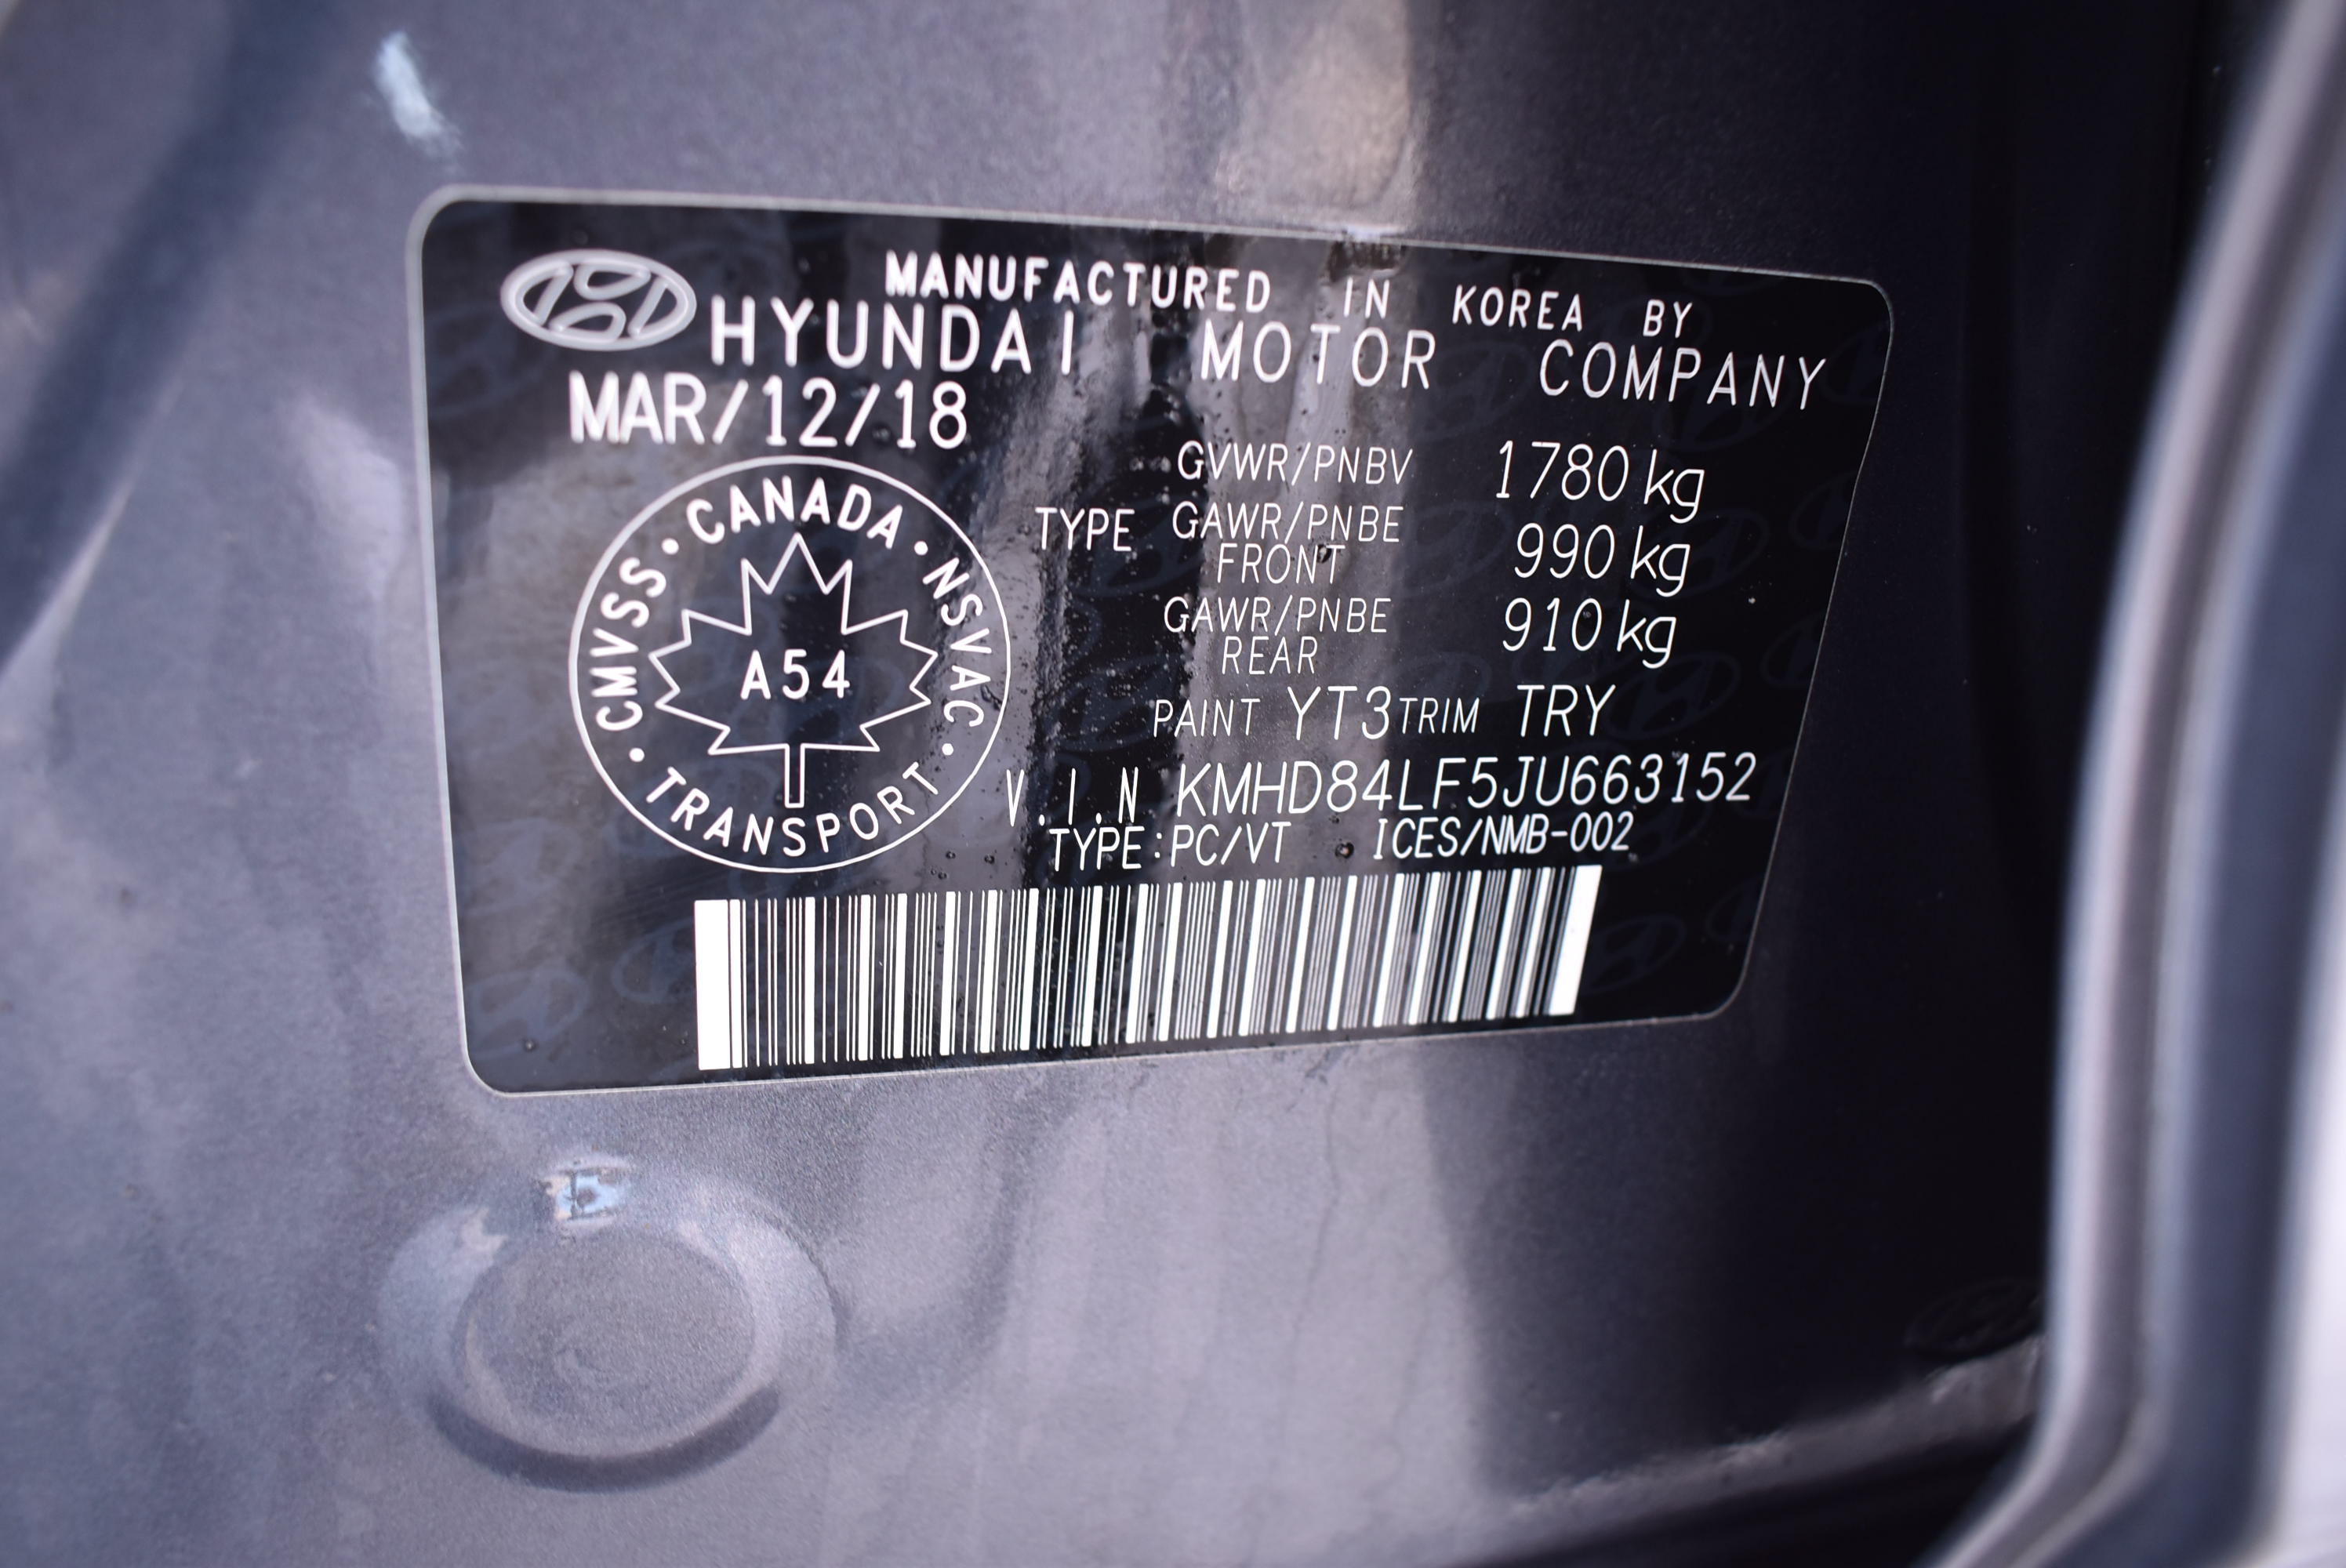 MANUFACTURED IN KOREA BY
HYUNDAI MOTOR COMPANY
MAR/12/18
CMVSS • CANADA • NSVAC • TRANSPORT •
A54
GVWR/PNBV 1780 kg
TYPE GAWR/PNBE FRONT 990 kg
GAWR/PNBE REAR 910 kg
PAINT YT3 TRIM TRY
V.I.N KMHD84LF5JU663152
TYPE:PC/VT ICES/NMB-002